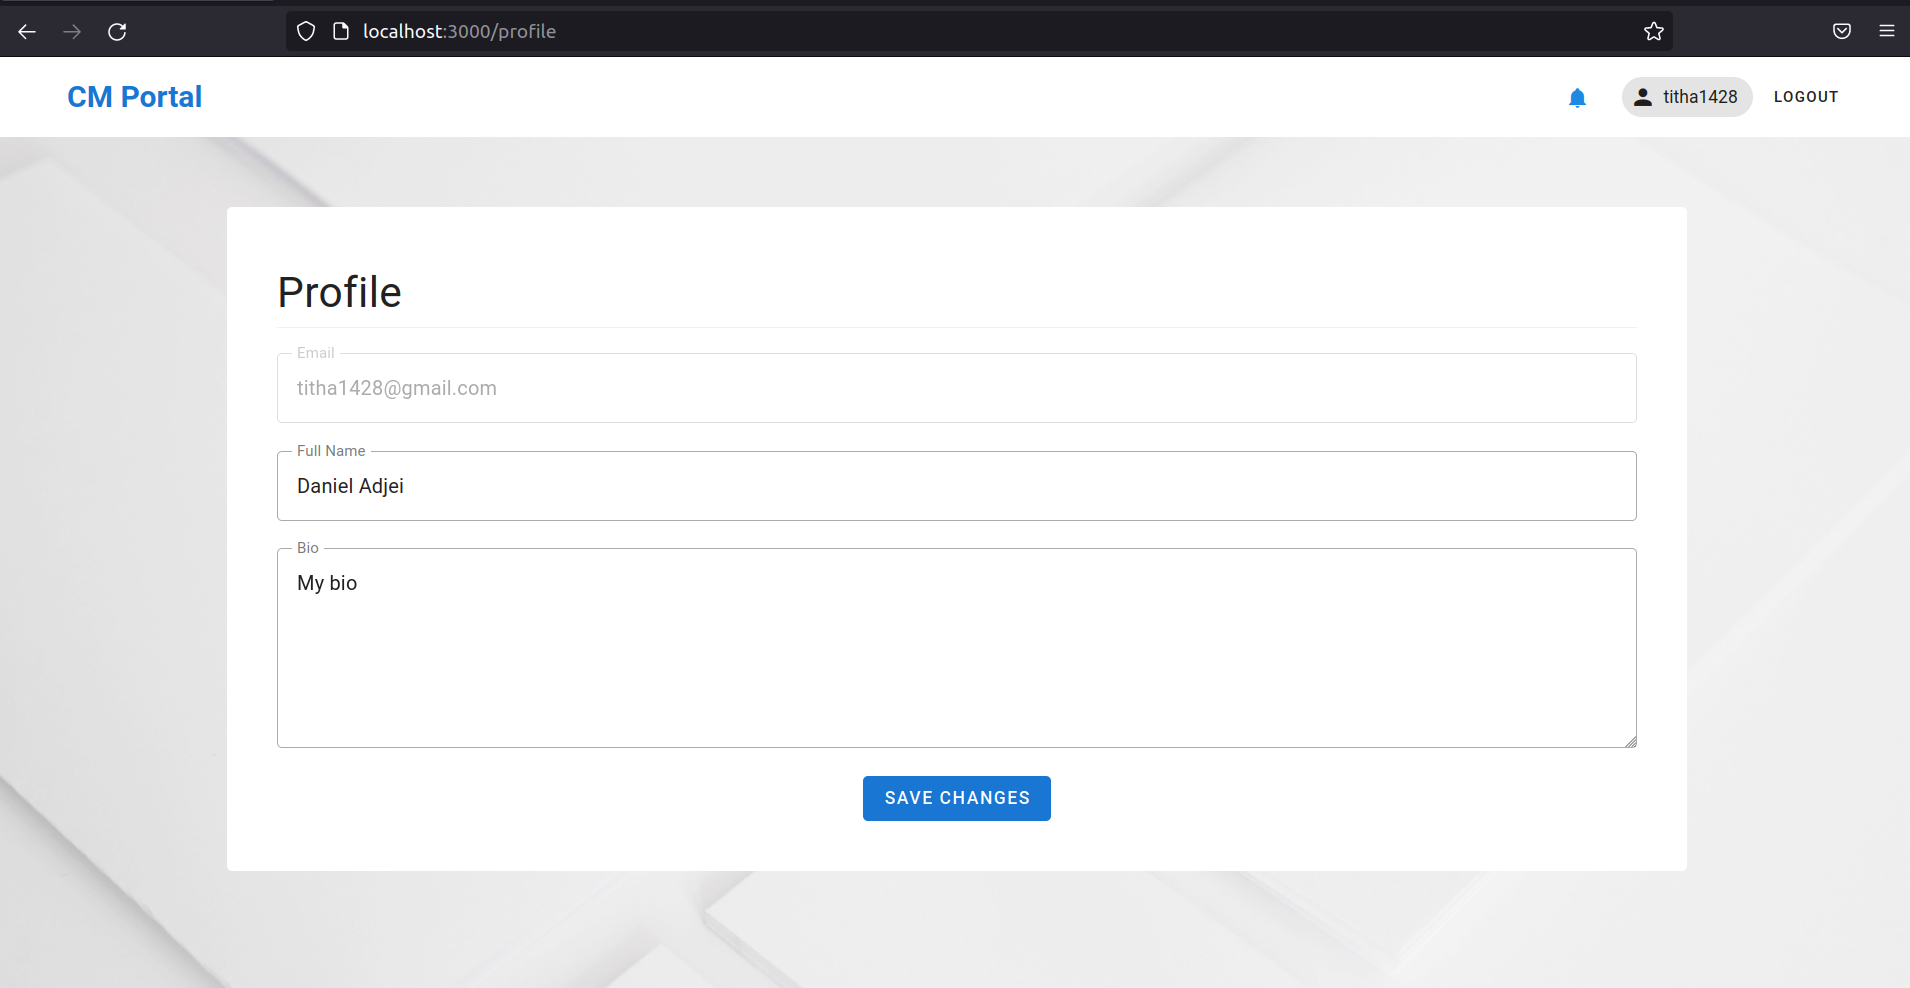 localhost:3000/profile
CM Portal
titha1428
LOGOUT
Profile
Email
titha1428@gmail.com
Full Name
Daniel Adjei
Bio
My bio
SAVE CHANGES